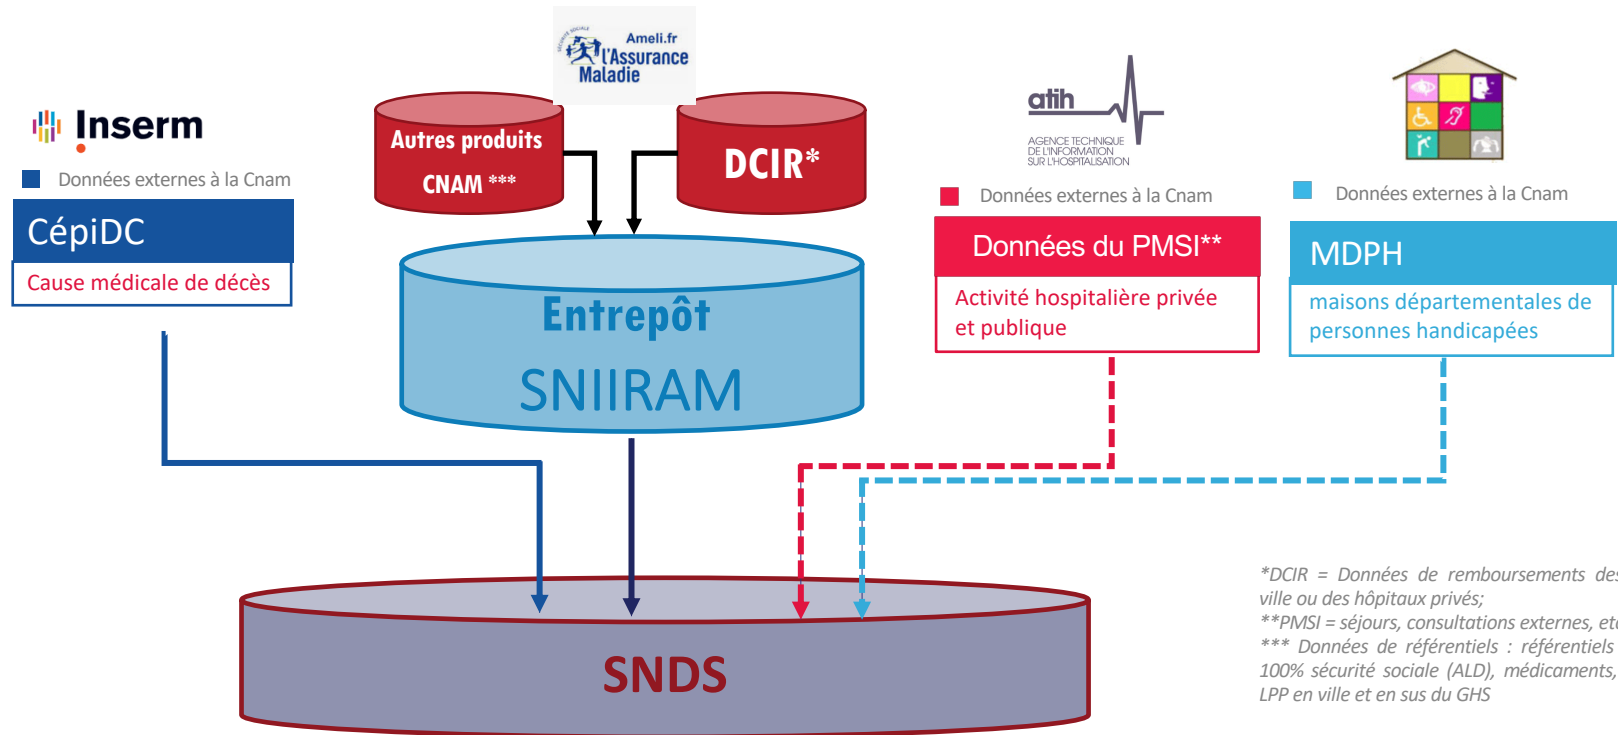 SÉCURITÉ SOCIALE
Ameli.fr
l'Assurance
Maladie
Inserm
Données externes à la Cnam
CépiDC
Cause médicale de décès
Autres produits
CNAM ***
DCIR*
Entrepôt
SNIIRAM
atih
AGENCE TECHNIQUE
DE L'INFORMATION
SUR L'HOSPITALISATION
Données externes à la Cnam
Données du PMSI**
Activité hospitalière privée
et publique
Données externes à la Cnam
MDPH
maisons départementales de
personnes handicapées
SNDS
*DCIR = Données de remboursements des
ville ou des hôpitaux privés;
**PMSI = séjours, consultations externes, etc
*** Données de référentiels : référentiels
100% sécurité sociale (ALD), médicaments,
LPP en ville et en sus du GHS